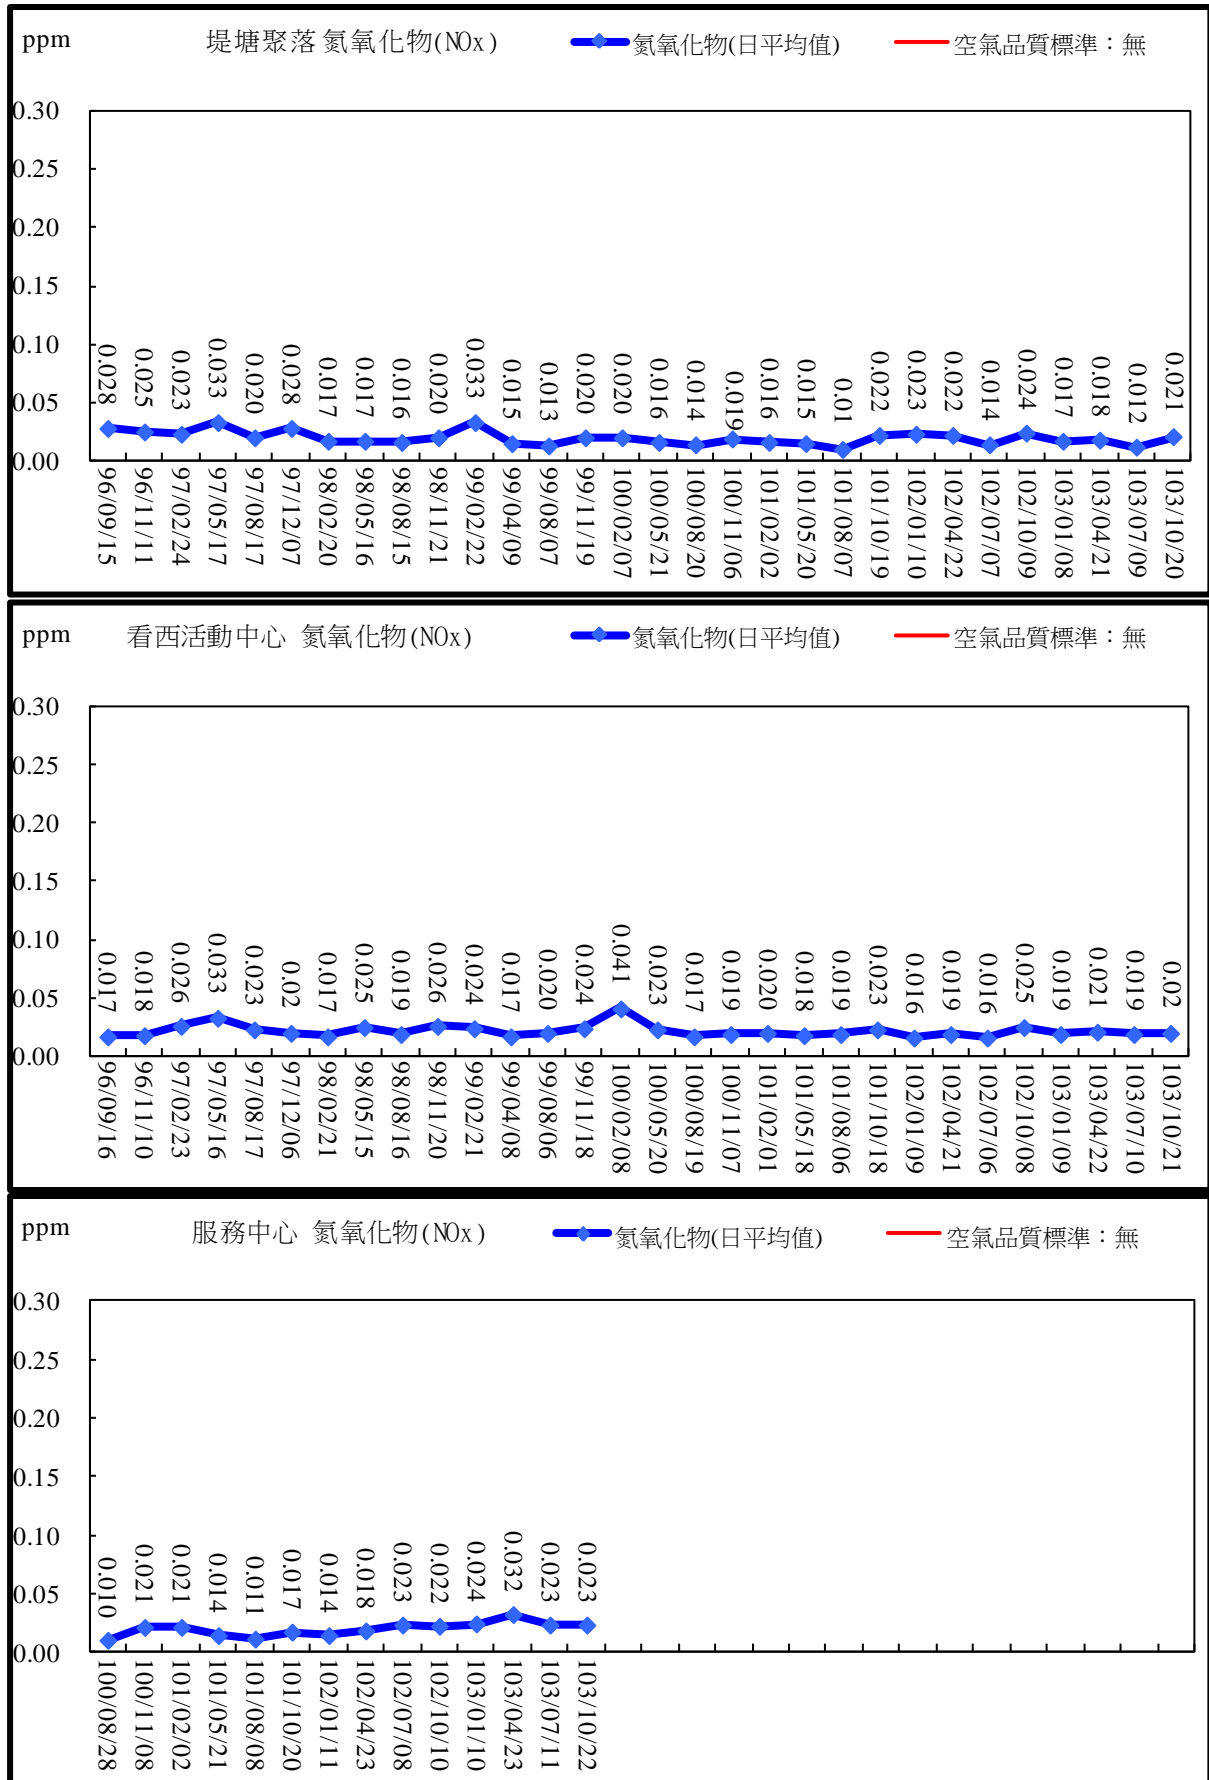 ppm 堤塘聚落 氮氧化物(NOx) 氮氧化物(日平均值) 空氣品質標準：無
0.30
0.25
0.20
0.15
0.10
0.05
0.00
0.028 0.025 0.023 0.033 0.020 0.028 0.017 0.017 0.016 0.020 0.033 0.015 0.013 0.020 0.020 0.016 0.014 0.019 0.016 0.015 0.01 0.022 0.023 0.022 0.014 0.024 0.017 0.018 0.012 0.021
96/09/15 96/11/11 97/02/24 97/05/17 97/08/17 97/12/07 98/02/20 98/05/16 98/08/15 98/11/21 99/02/22 99/04/09 99/08/07 99/11/19 100/02/07 100/05/21 100/08/20 100/11/06 101/02/02 101/05/20 101/08/07 101/10/19 102/01/10 102/04/22 102/07/07 102/10/09 103/01/08 103/04/21 103/07/09 103/10/20
ppm 看西活動中心 氮氧化物(NOx) 氮氧化物(日平均值) 空氣品質標準：無
0.30
0.25
0.20
0.15
0.10
0.05
0.00
0.017 0.018 0.026 0.033 0.023 0.02 0.017 0.025 0.019 0.026 0.024 0.017 0.020 0.024 0.041 0.023 0.017 0.019 0.020 0.018 0.019 0.023 0.016 0.019 0.016 0.025 0.019 0.021 0.019 0.02
96/09/16 96/11/10 97/02/23 97/05/16 97/08/17 97/12/06 98/02/21 98/05/15 98/08/16 98/11/20 99/02/21 99/04/08 99/08/06 99/11/18 100/02/08 100/05/20 100/08/19 100/11/07 101/02/01 101/05/18 101/08/06 101/10/18 102/01/09 102/04/21 102/07/06 102/10/08 103/01/09 103/04/22 103/07/10 103/10/21
ppm 服務中心 氮氧化物(NOx) 氮氧化物(日平均值) 空氣品質標準：無
0.30
0.25
0.20
0.15
0.10
0.05
0.00
0.010 0.021 0.021 0.014 0.011 0.017 0.014 0.018 0.023 0.022 0.024 0.032 0.023 0.023
100/08/28 100/11/08 101/02/02 101/05/21 101/08/08 101/10/20 102/01/11 102/04/23 102/07/08 102/10/10 103/01/10 103/04/23 103/07/11 103/10/22